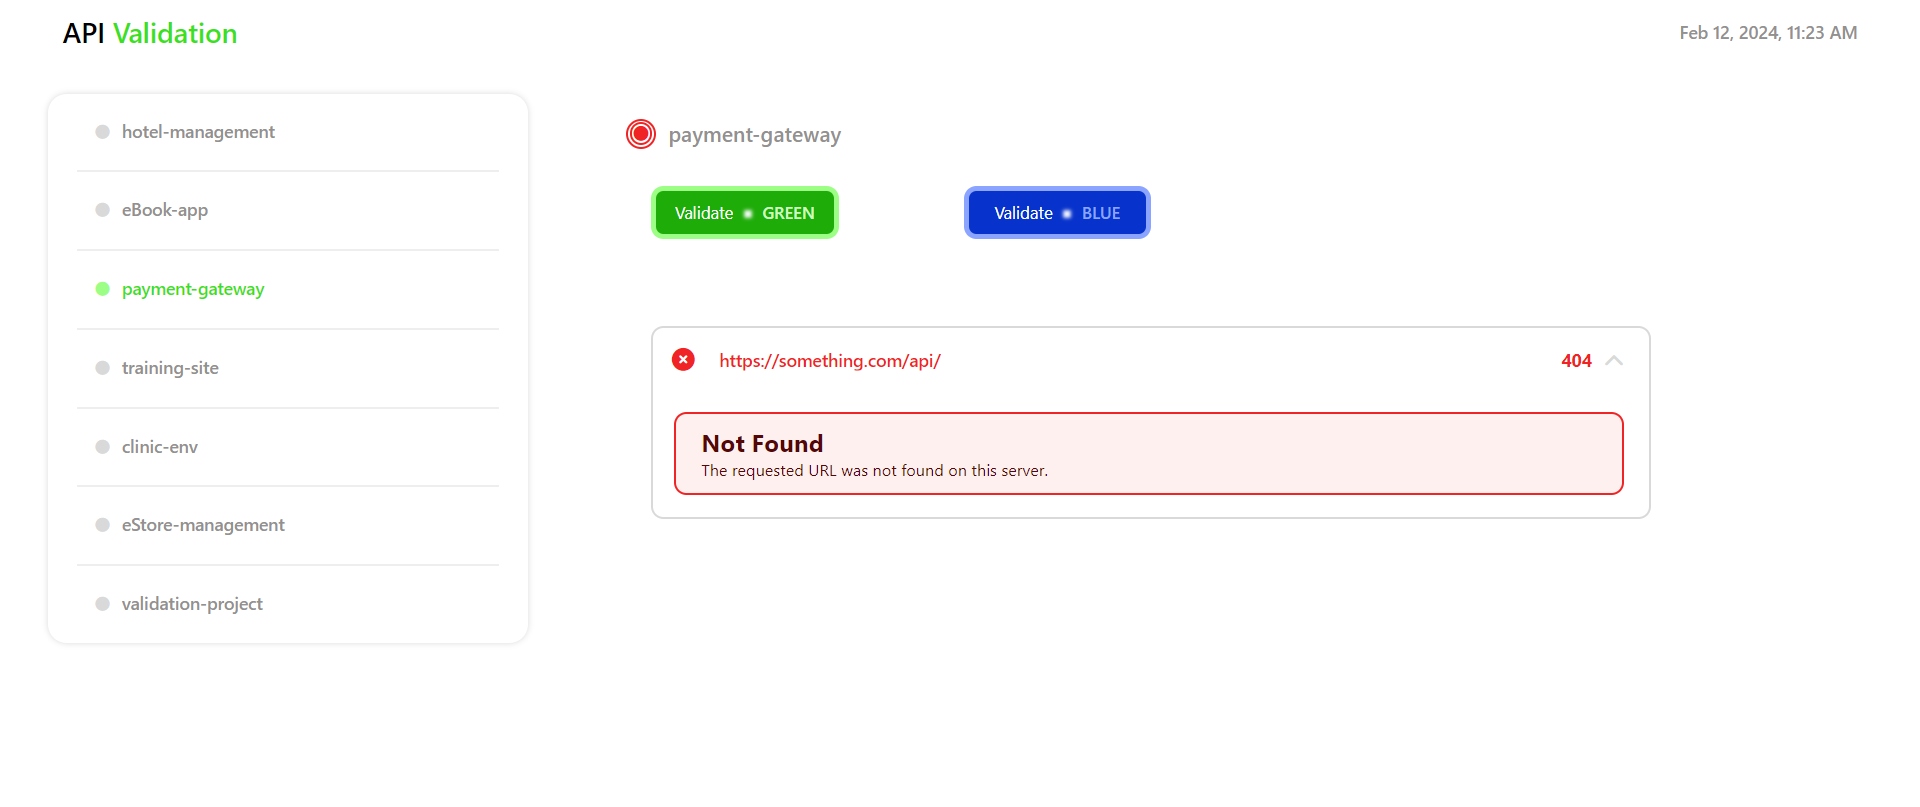 API Validation
Feb 12, 2024, 11:23 AM
hotel-management
eBook-app
payment-gateway
training-site
clinic-env
eStore-management
validation-project
payment-gateway
Validate ▪ GREEN
Validate ▪ BLUE
https://something.com/api/
404
Not Found
The requested URL was not found on this server.